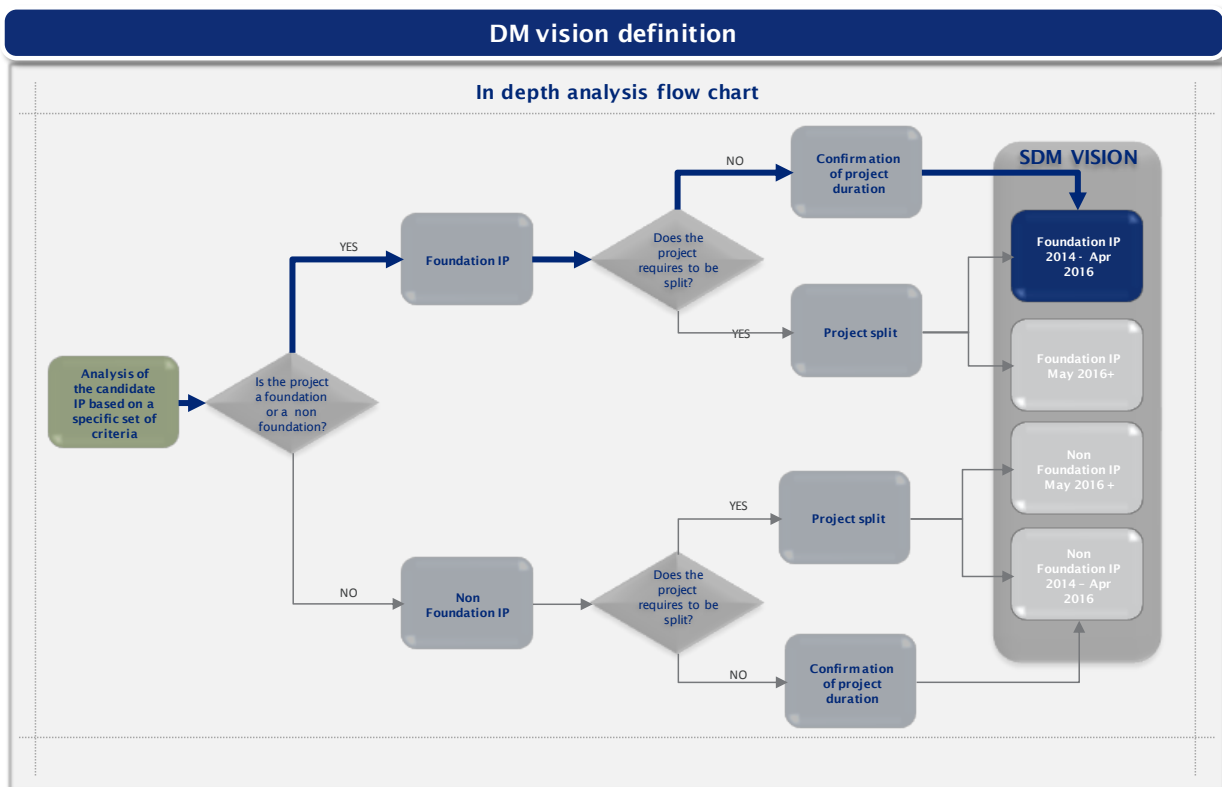 DM vision definition
In depth analysis flow chart
SDM VISION
NO
Confirmation
of project
duration
YES
Foundation IP
Does the
project
requires to be
split?
Foundation IP
2014 - Apr
2016
YES
Project split
Foundation IP
May 2016+
Analysis of
the candidate
IP based on a
specific set of
criteria
Is the project
a foundation
or a non
foundation?
Non
Foundation IP
May 2016 +
YES
Project split
Non
Foundation IP
2014 – Apr
2016
NO
Non
Foundation IP
Does the
project
requires to be
split?
NO
Confirmation
of project
duration